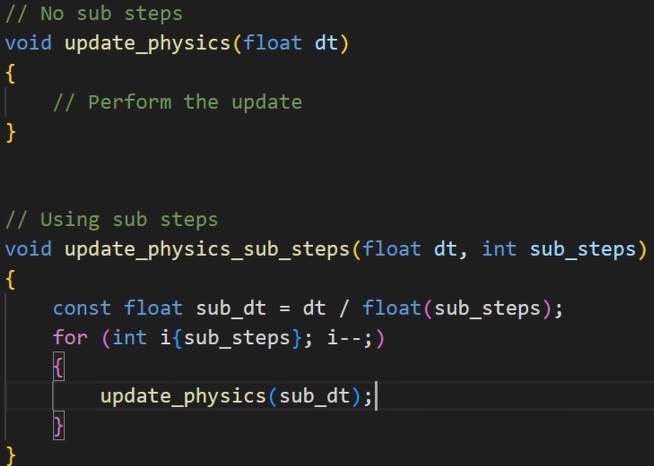 // No sub steps
void update_physics(float dt)
{
    // Perform the update
}
// Using sub steps
void update_physics_sub_steps(float dt, int sub_steps)
{
    const float sub_dt = dt / float(sub_steps);
    for (int i{sub_steps}; i--;)
    {
        update_physics(sub_dt);
    }
}